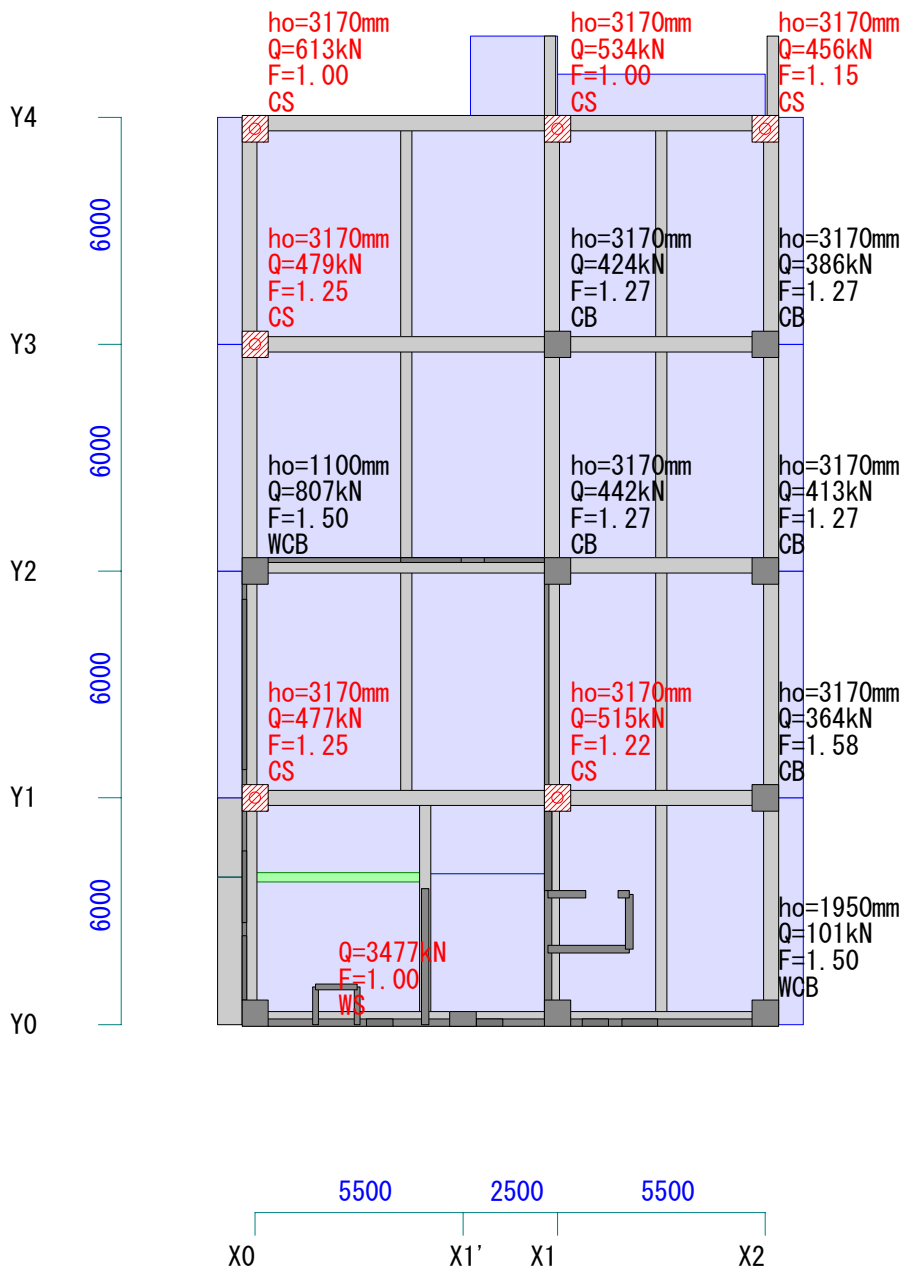 ho=3170mm
Q=613kN
F=1.00
CS
ho=3170mm
Q=534kN
F=1.00
CS
ho=3170mm
Q=456kN
F=1.15
CS
Y4
6000
ho=3170mm
Q=479kN
F=1.25
CS
ho=3170mm
Q=424kN
F=1.27
CB
ho=3170mm
Q=386kN
F=1.27
CB
Y3
6000
ho=1100mm
Q=807kN
F=1.50
WCB
ho=3170mm
Q=442kN
F=1.27
CB
ho=3170mm
Q=413kN
F=1.27
CB
Y2
6000
ho=3170mm
Q=477kN
F=1.25
CS
ho=3170mm
Q=515kN
F=1.22
CS
ho=3170mm
Q=364kN
F=1.58
CB
Y1
6000
Q=3477kN
F=1.00
WS
ho=1950mm
Q=101kN
F=1.50
WCB
Y0
5500
2500
5500
X0
X1'
X1
X2